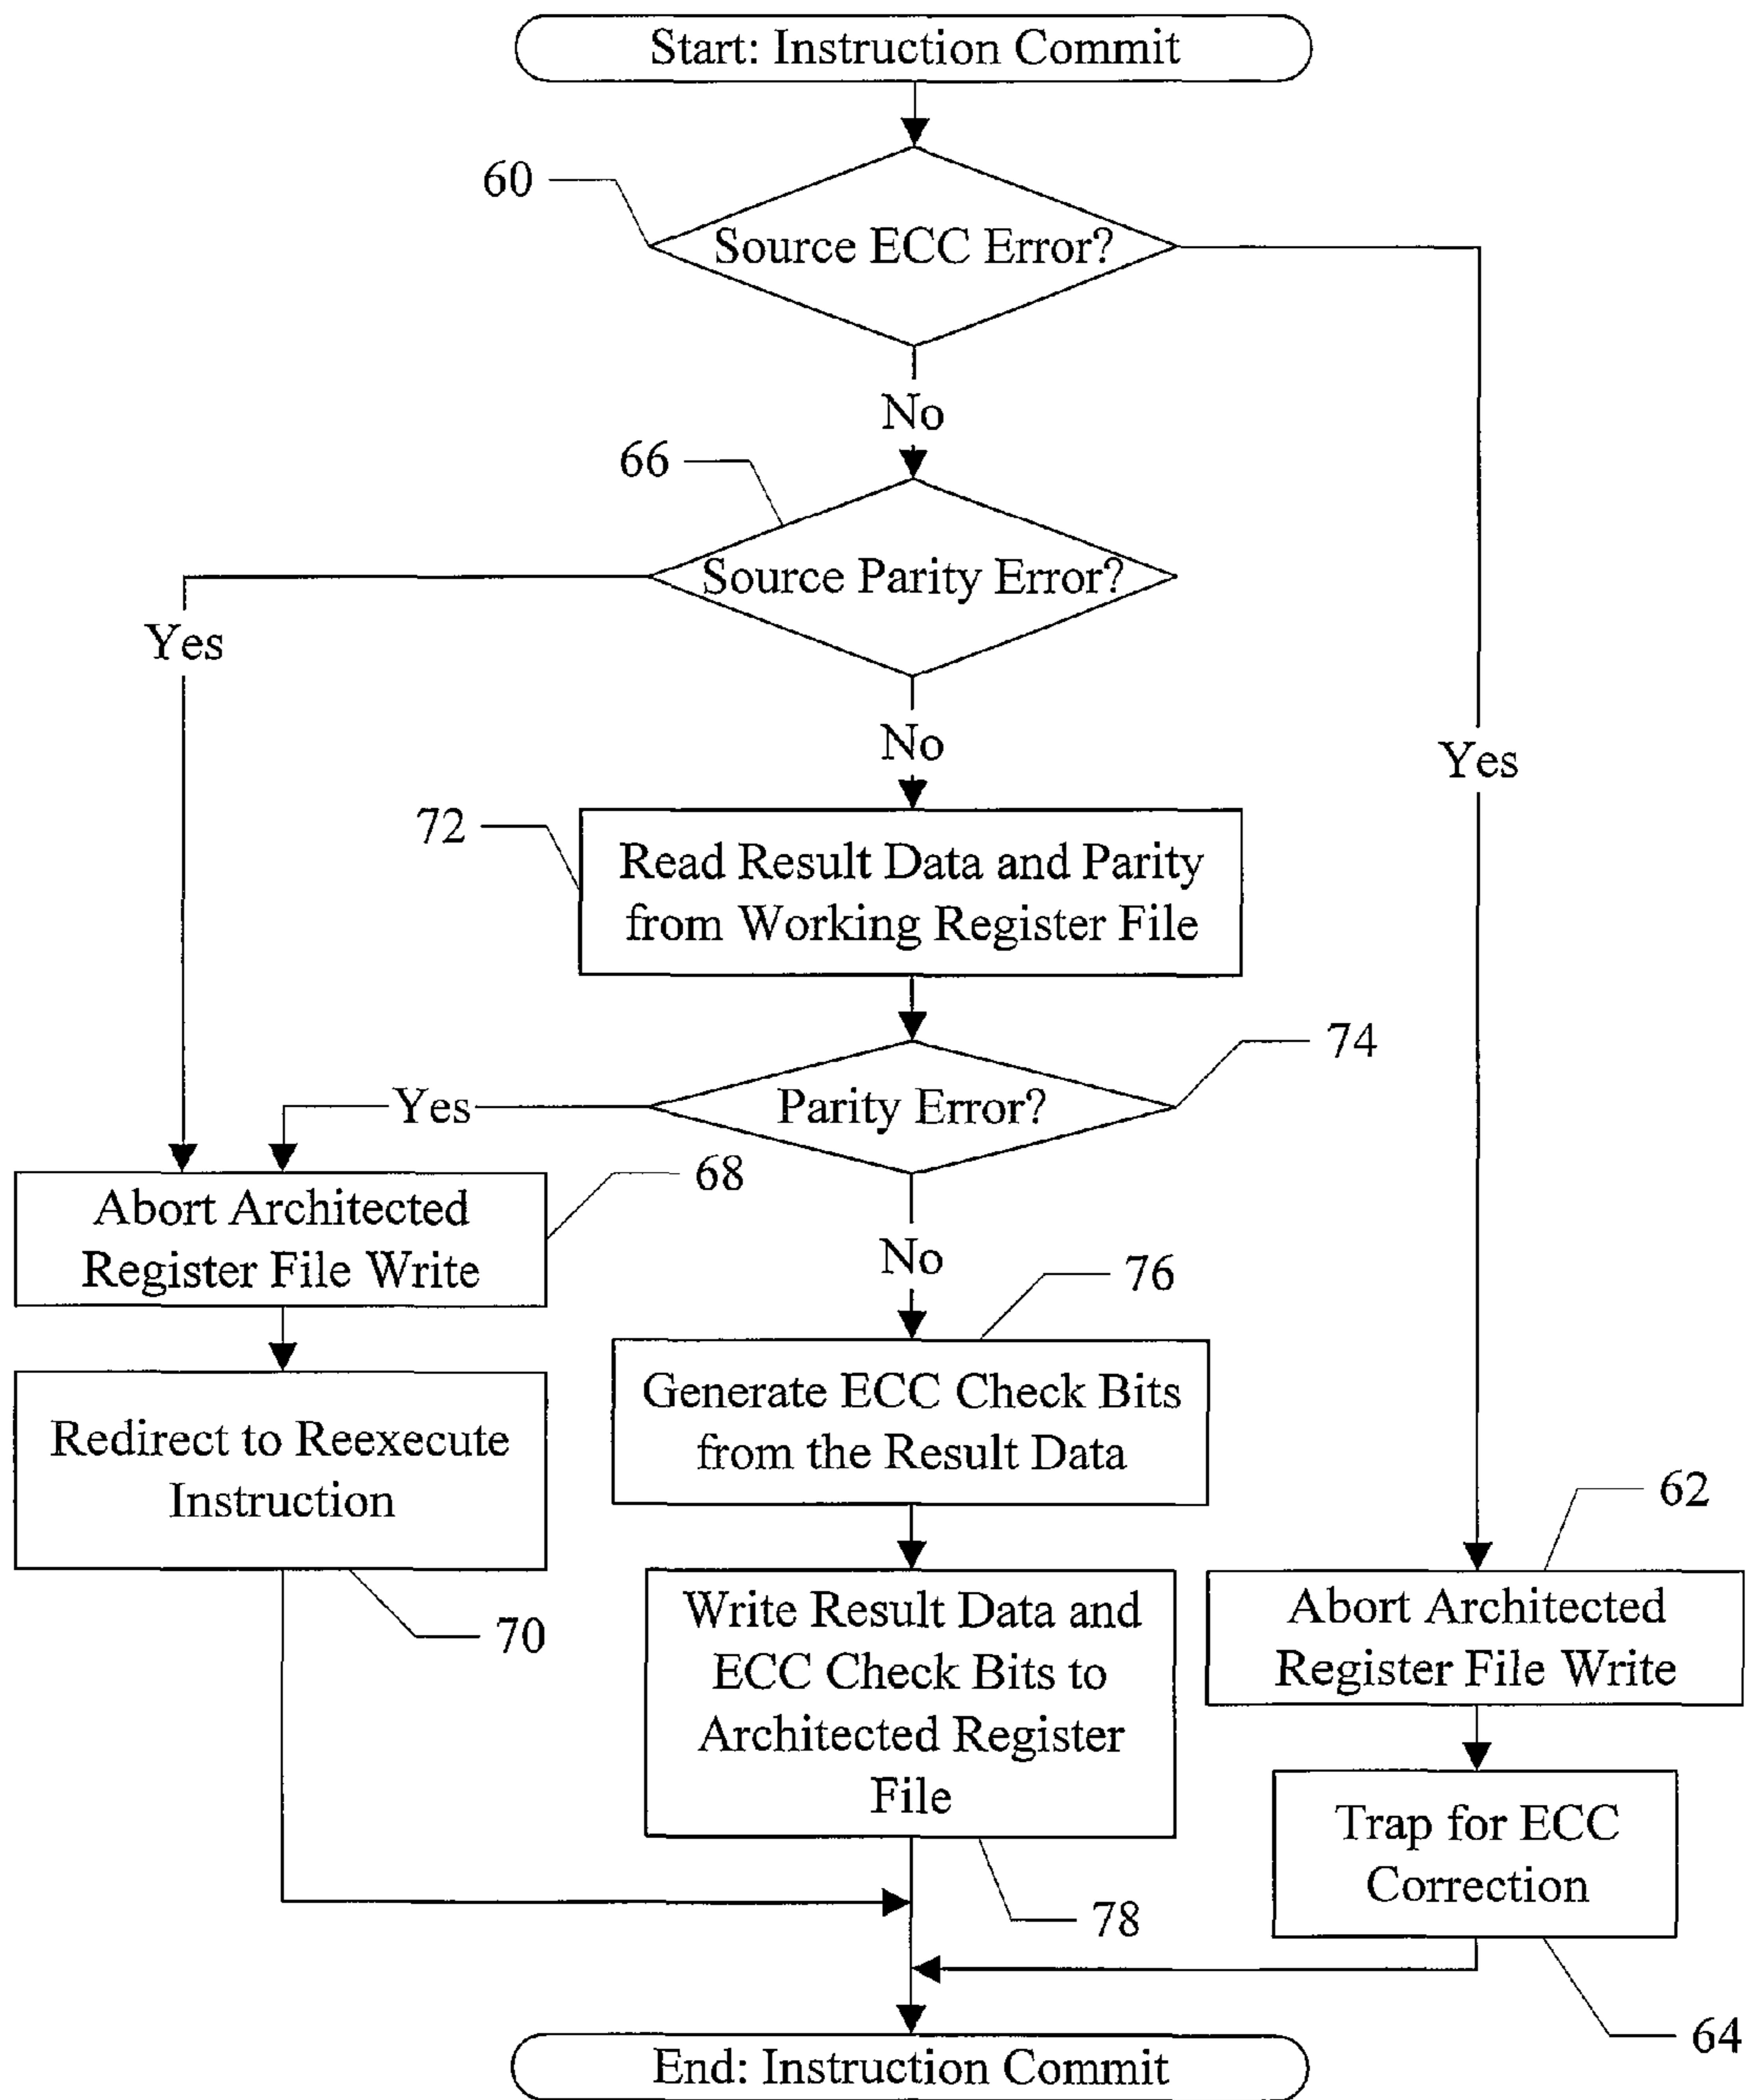 Start: Instruction Commit
60
Source ECC Error?
No
66
Source Parity Error?
Yes
No
Yes
72
Read Result Data and Parity
from Working Register File
74
Parity Error?
Yes
68
Abort Architected
Register File Write
No
76
Generate ECC Check Bits
from the Result Data
Redirect to Reexecute
Instruction
62
70
Write Result Data and
ECC Check Bits to
Architected Register
File
Abort Architected
Register File Write
Trap for ECC
Correction
78
64
End: Instruction Commit